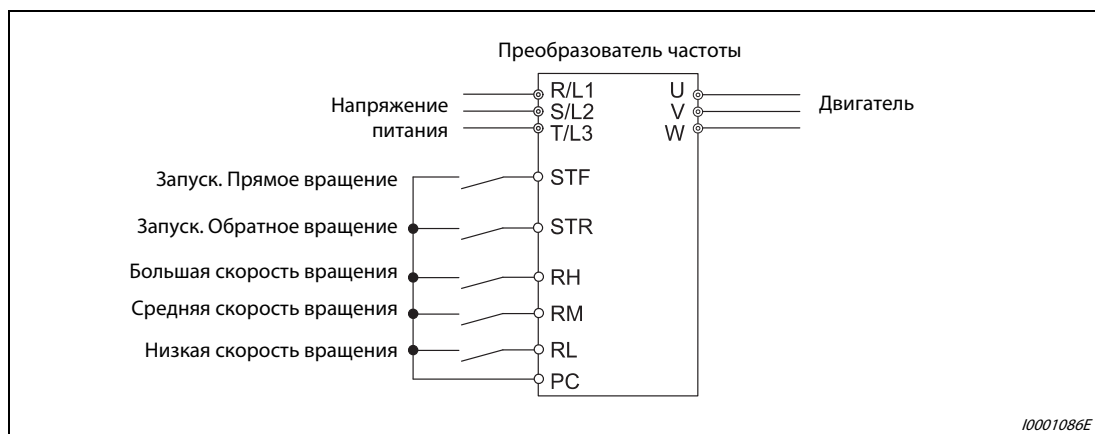 Преобразователь частоты
Напряжение
питания
R/L1
S/L2
T/L3
U
V
W
Двигатель
Запуск. Прямое вращение
STF
Запуск. Обратное вращение
STR
Большая скорость вращения
RH
Средняя скорость вращения
RM
Низкая скорость вращения
RL
PC
I0001086E